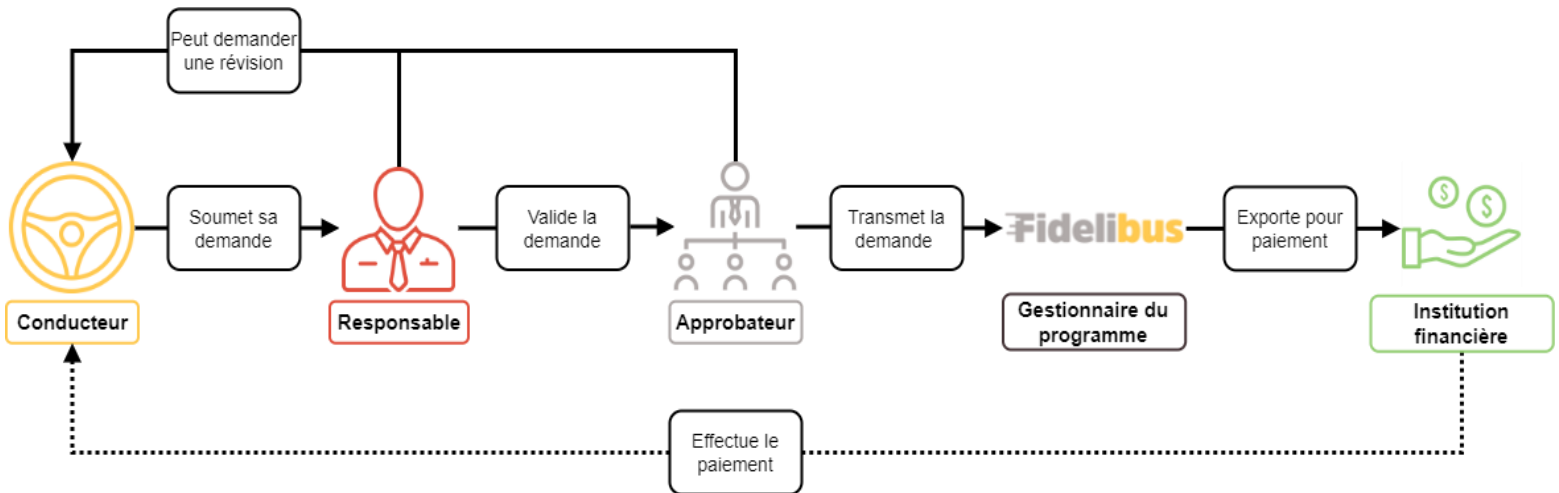 Peut demander
une révision
Soumet sa
demande
Valide la
demande
Transmet la
demande
Fidelibus
Exporte pour
paiement
$
$
Conducteur
Responsable
Approbateur
Gestionnaire du
programme
Institution
financière
Effectue le
paiement